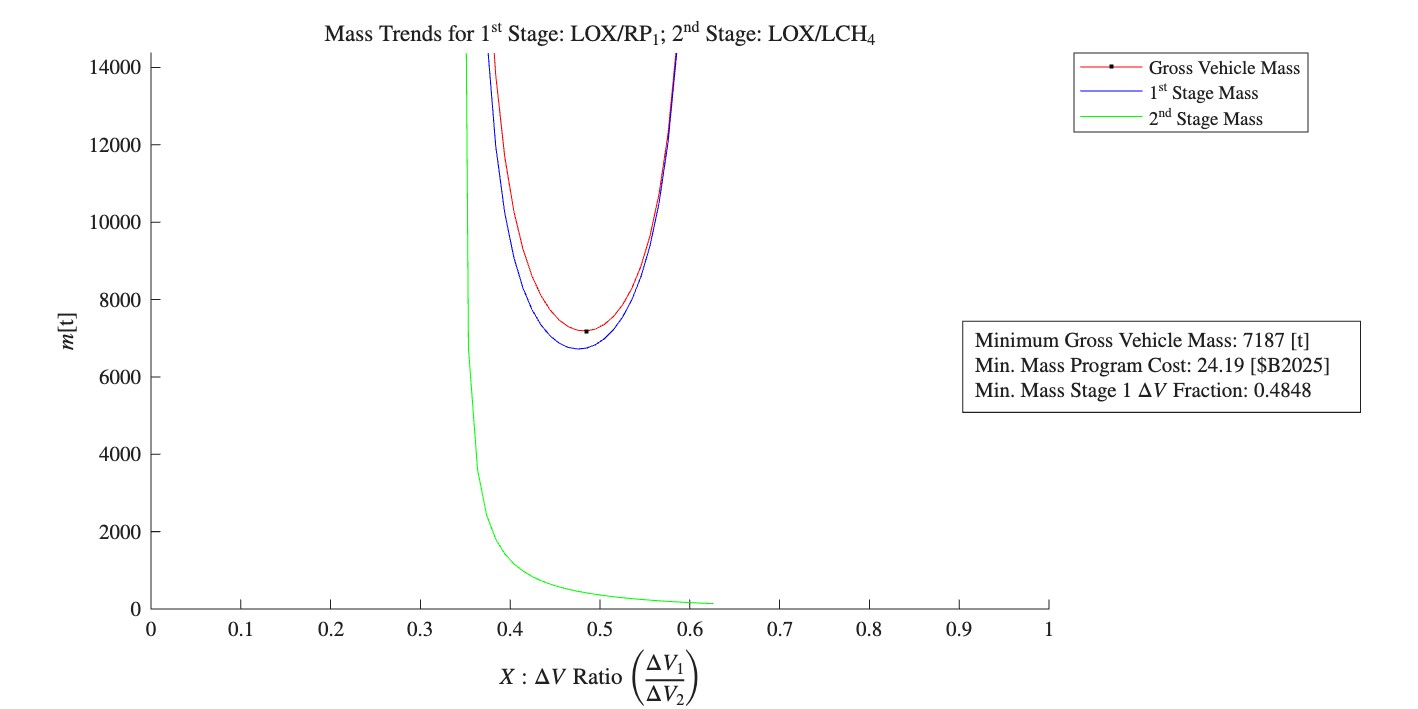 Mass Trends for 1st Stage: LOX/RP₁; 2nd Stage: LOX/LCH₄
14000
12000
10000
8000
6000
4000
2000
0
m[t]
0 0.1 0.2 0.3 0.4 0.5 0.6 0.7 0.8 0.9 1
X : ΔV Ratio (ΔV₁/ΔV₂)
Gross Vehicle Mass
1st Stage Mass
2nd Stage Mass
Minimum Gross Vehicle Mass: 7187 [t]
Min. Mass Program Cost: 24.19 [$B2025]
Min. Mass Stage 1 ΔV Fraction: 0.4848